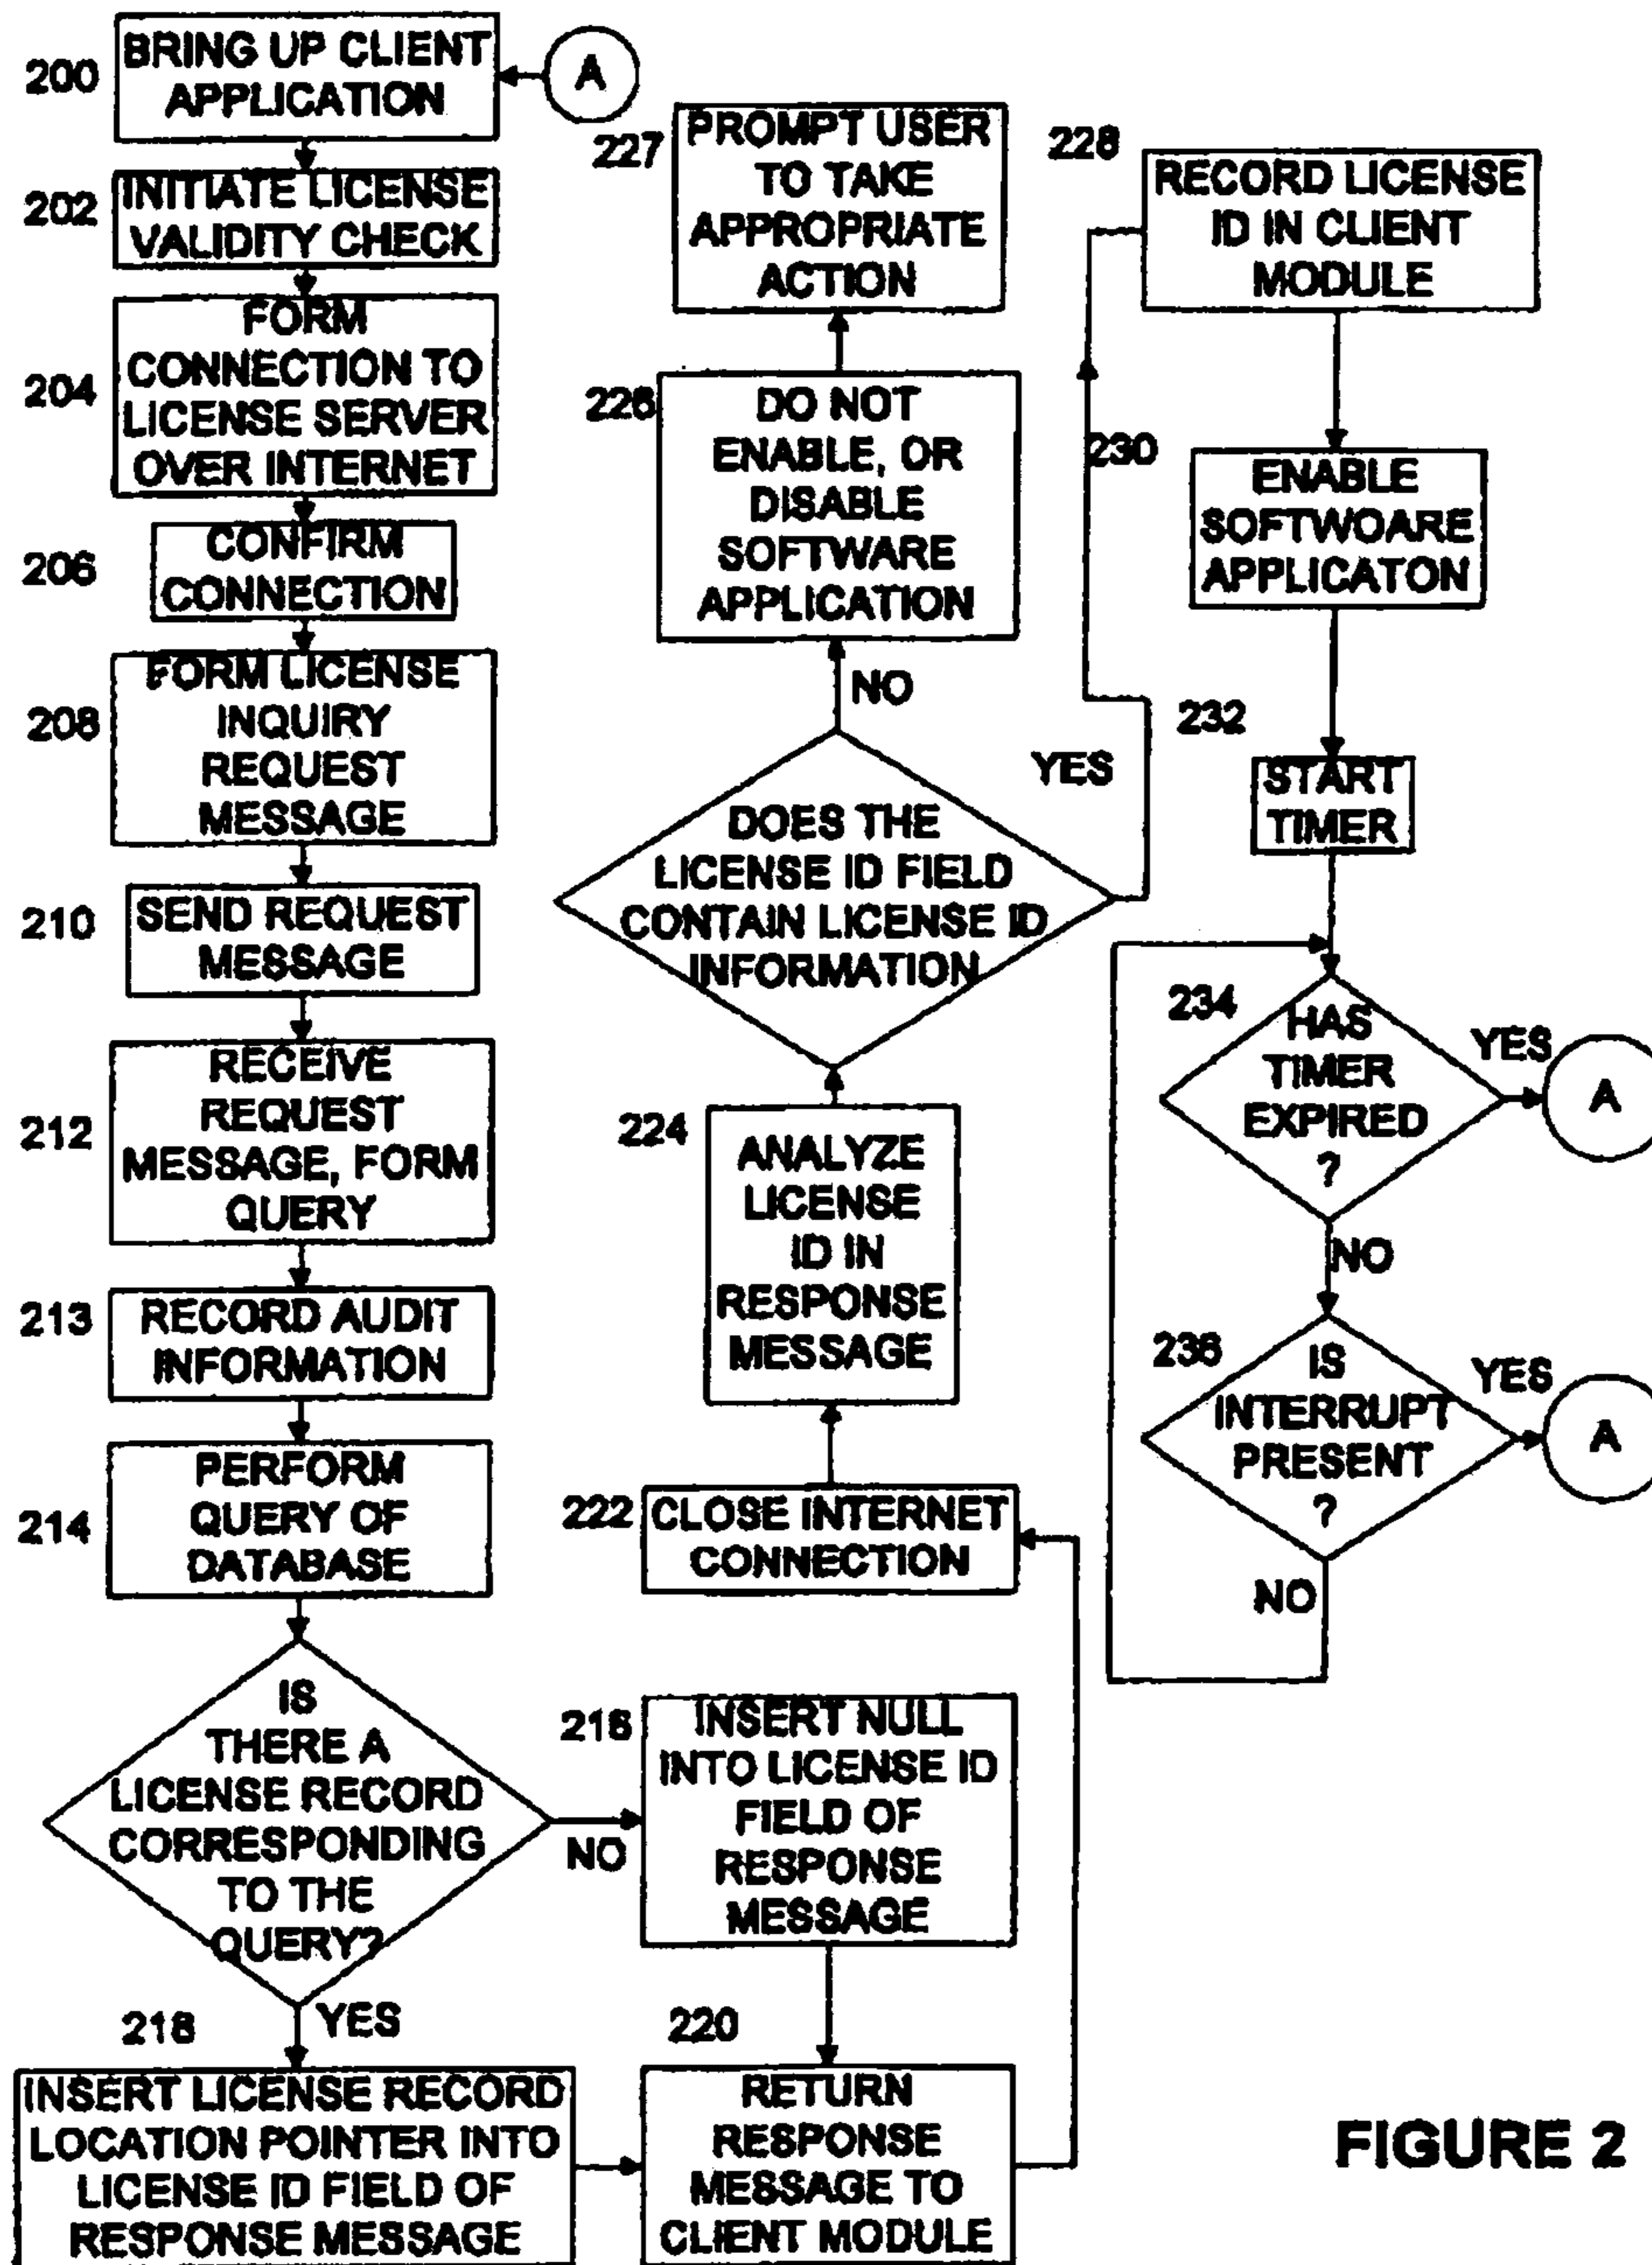 200
BRING UP CLIENT
APPLICATION
A
202
INITIATE LICENSE
VALIDITY CHECK
204
FORM
CONNECTION TO
LICENSE SERVER
OVER INTERNET
206
CONFIRM
CONNECTION
208
FORM LICENSE
INQUIRY
REQUEST
MESSAGE
210
SEND REQUEST
MESSAGE
212
RECEIVE
REQUEST
MESSAGE, FORM
QUERY
213
RECORD AUDIT
INFORMATION
214
PERFORM
QUERY OF
DATABASE
IS
THERE A
LICENSE RECORD
CORRESPONDING
TO THE
QUERY?
NO
YES
218
INSERT LICENSE RECORD
LOCATION POINTER INTO
LICENSE ID FIELD OF
RESPONSE MESSAGE
216
INSERT NULL
INTO LICENSE ID
FIELD OF
RESPONSE
MESSAGE
220
RETURN
RESPONSE
MESSAGE TO
CLIENT MODULE
222
CLOSE INTERNET
CONNECTION
224
ANALYZE
LICENSE
ID IN
RESPONSE
MESSAGE
DOES THE
LICENSE ID FIELD
CONTAIN LICENSE ID
INFORMATION
NO
YES
226
DO NOT
ENABLE, OR
DISABLE
SOFTWARE
APPLICATION
227
PROMPT USER
TO TAKE
APPROPRIATE
ACTION
228
RECORD LICENSE
ID IN CLIENT
MODULE
230
ENABLE
SOFTWOARE
APPLICATON
232
START
TIMER
234
HAS
TIMER
EXPIRED
?
YES
A
NO
236
IS
INTERRUPT
PRESENT
?
YES
A
NO
FIGURE 2